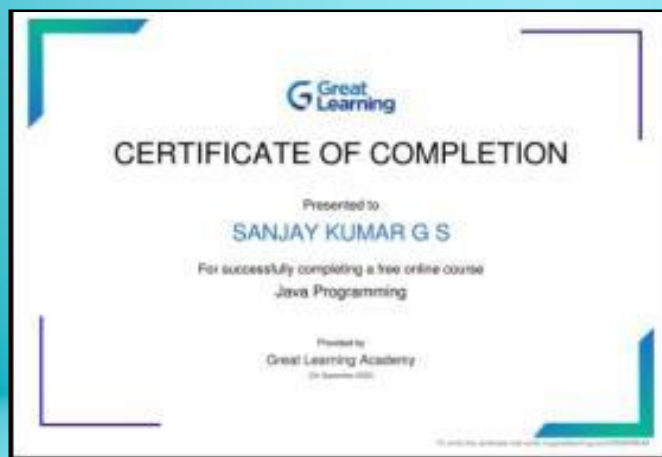 Great
Learning
CERTIFICATE OF COMPLETION
Presented to
SANJAY KUMAR G S
For successfully completing a free online course
Java Programming
Provided by
Great Learning Academy